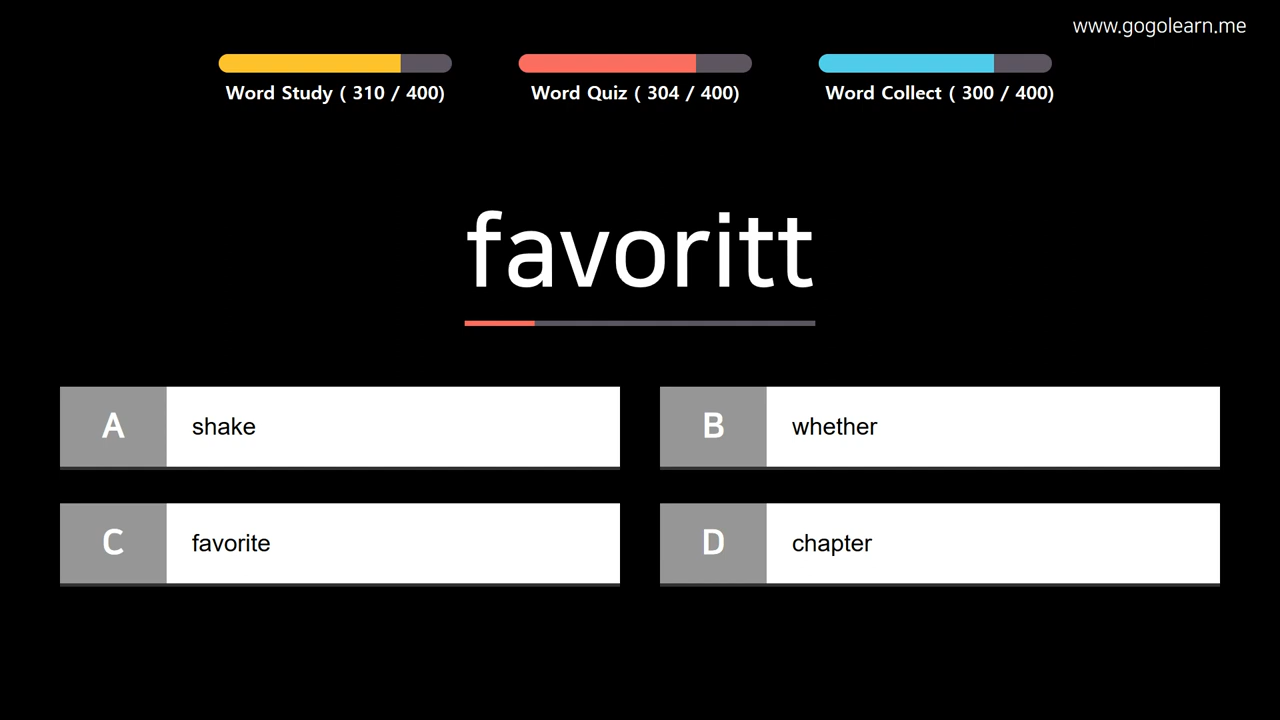 www.gogolearn.me
Word Study ( 310 / 400)
Word Quiz ( 304 / 400)
Word Collect ( 300 / 400)
favoritt
A shake
B whether
C favorite
D chapter